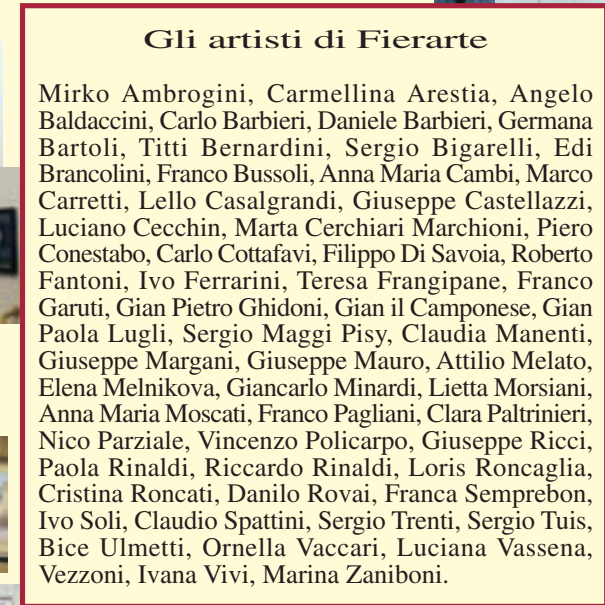 Gli artisti di Fierarte
Mirko Ambrogini, Carmellina Arestia, Angelo
Baldaccini, Carlo Barbieri, Daniele Barbieri, Germana
Bartoli, Titti Bernardini, Sergio Bigarelli, Edi
Brancolini, Franco Bussoli, Anna Maria Cambi, Marco
Carretti, Lello Casalgrandi, Giuseppe Castellazzi,
Luciano Cecchin, Marta Cerchiari Marchioni, Piero
Conestabo, Carlo Cottafavi, Filippo Di Savoia, Roberto
Fantoni, Ivo Ferrarini, Teresa Frangipane, Franco
Garuti, Gian Pietro Ghidoni, Gian il Camponese, Gian
Paola Lugli, Sergio Maggi Pisy, Claudia Manenti,
Giuseppe Margani, Giuseppe Mauro, Attilio Melato,
Elena Melnikova, Giancarlo Minardi, Lietta Morsiani,
Anna Maria Moscati, Franco Pagliani, Clara Paltrinieri,
Nico Parziale, Vincenzo Policarpo, Giuseppe Ricci,
Paola Rinaldi, Riccardo Rinaldi, Loris Roncaglia,
Cristina Roncati, Danilo Rovai, Franca Semprebon,
Ivo Soli, Claudio Spattini, Sergio Trenti, Sergio Tuis,
Bice Ulmetti, Ornella Vaccari, Luciana Vassena,
Vezzoni, Ivana Vivi, Marina Zaniboni.